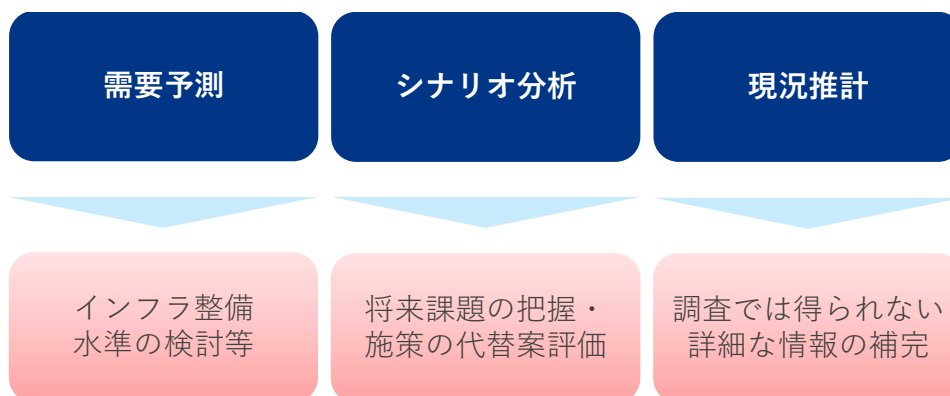 需要予測
シナリオ分析
現況推計
インフラ整備
水準の検討等
将来課題の把握・
施策の代替案評価
調査では得られない
詳細な情報の補完